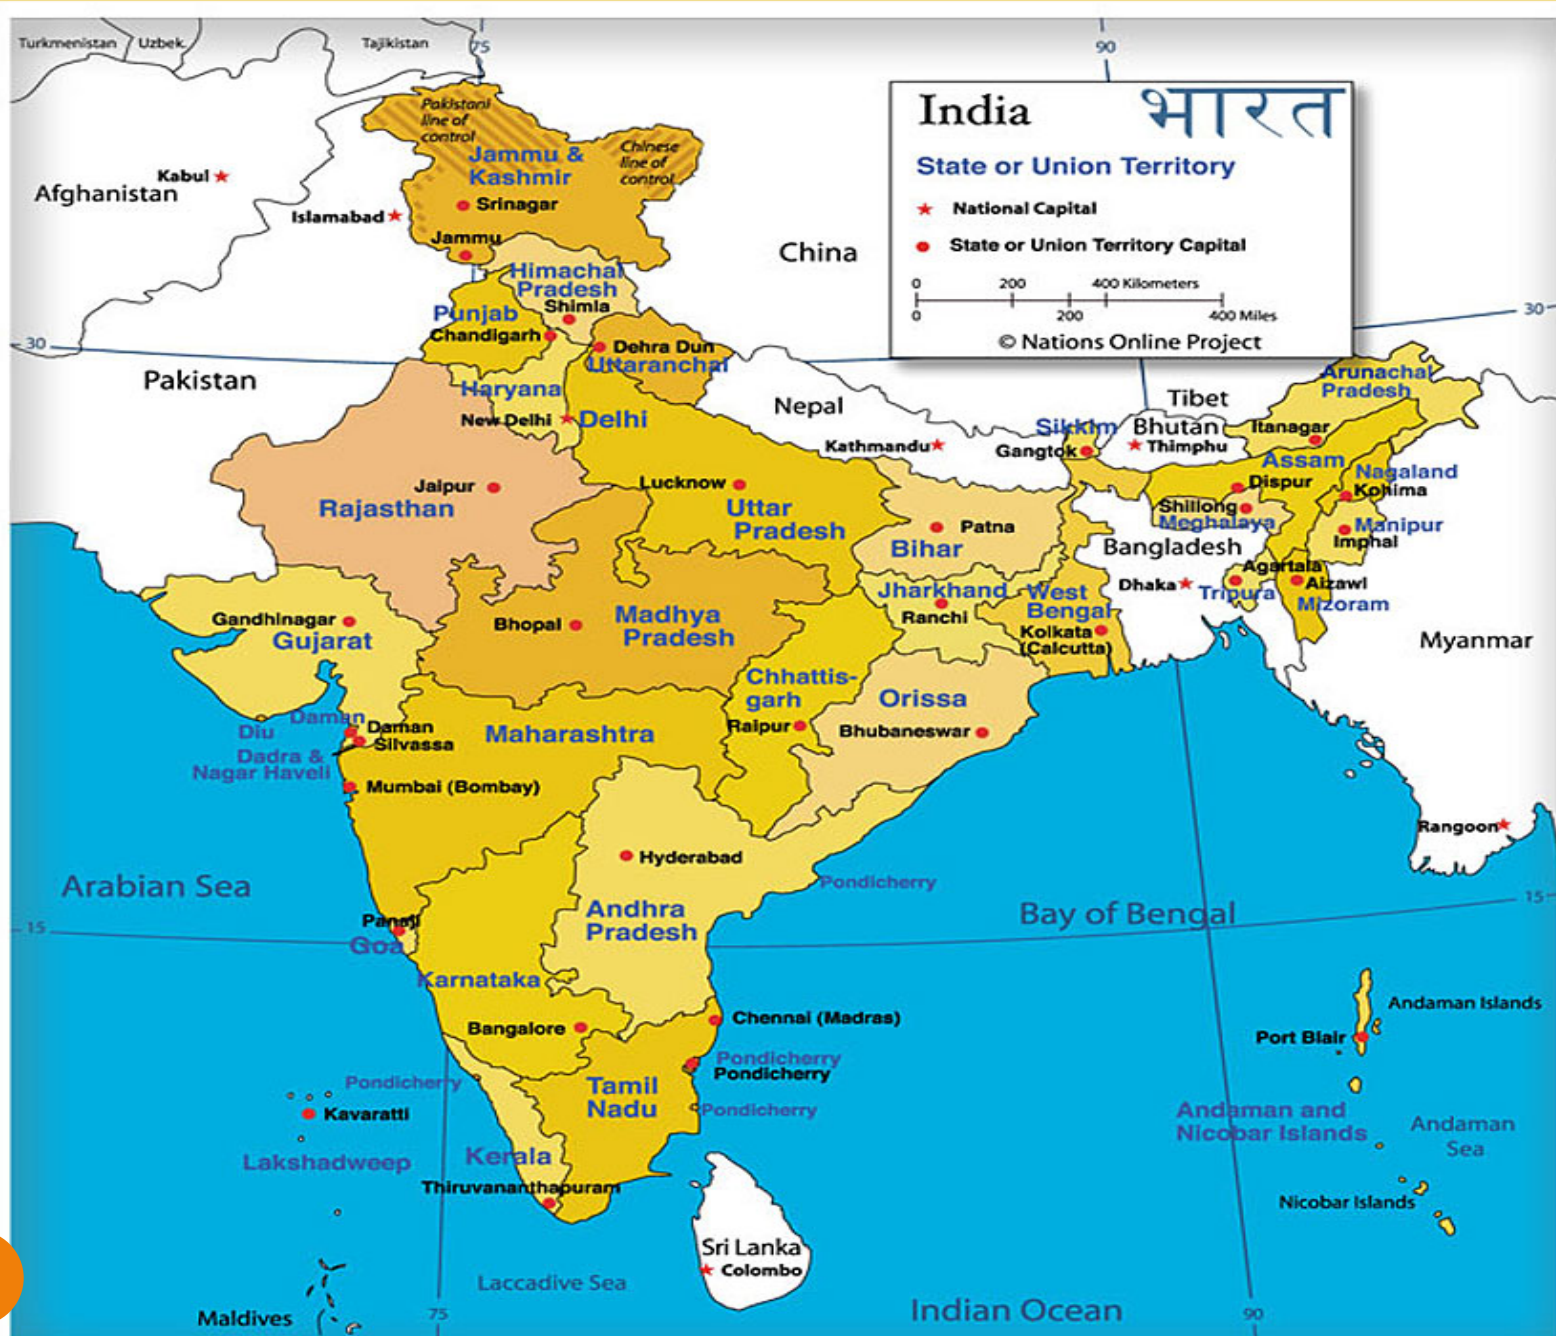 Turkmenistan
Uzbek.
Tajikistan
75
90
India
भारत
State or Union Territory
National Capital
State or Union Territory Capital
0 200 400 Kilometers
0 200 400 Miles
© Nations Online Project
Pakistani
line of
control
Chinese
line of
control
Jammu &
Kashmir
Kabul
Afghanistan
Islamabad
Srinagar
Jammu
China
Himachal
Pradesh
Shimla
Punjab
Chandigarh
30
30
Dehra Dun
Uttaranchal
Pakistan
Haryana
New Delhi
Delhi
Nepal
Kathmandu
Tibet
Arunachal
Pradesh
Sikkim
Gangtok
Bhutan
Thimphu
Itanagar
Assam
Dispur
Nagaland
Kohima
Jaipur
Rajasthan
Lucknow
Uttar
Pradesh
Patna
Bihar
Shillong
Meghalaya
Manipur
Imphal
Bangladesh
Dhaka
Agartala
Tripura
Aizawl
Mizoram
Gandhinagar
Gujarat
Bhopal
Madhya
Pradesh
Jharkhand
Ranchi
West
Bengal
Kolkata
(Calcutta)
Myanmar
Chhattis-
garh
Raipur
Orissa
Bhubaneswar
Daman
Diu
Daman
Silvassa
Dadra &
Nagar Haveli
Maharashtra
Mumbai (Bombay)
Rangoon
Hyderabad
Arabian Sea
Pondicherry
Andhra
Pradesh
Bay of Bengal
15
15
Panaji
Goa
Karnataka
Bangalore
Chennai (Madras)
Andaman Islands
Port Blair
Pondicherry
Pondicherry
Pondicherry
Tamil
Nadu
Pondicherry
Kavaratti
Lakshadweep
Kerala
Thiruvananthapuram
Andaman and
Nicobar Islands
Andaman
Sea
Nicobar Islands
Sri Lanka
Colombo
Laccadive Sea
Maldives
75
Indian Ocean
90